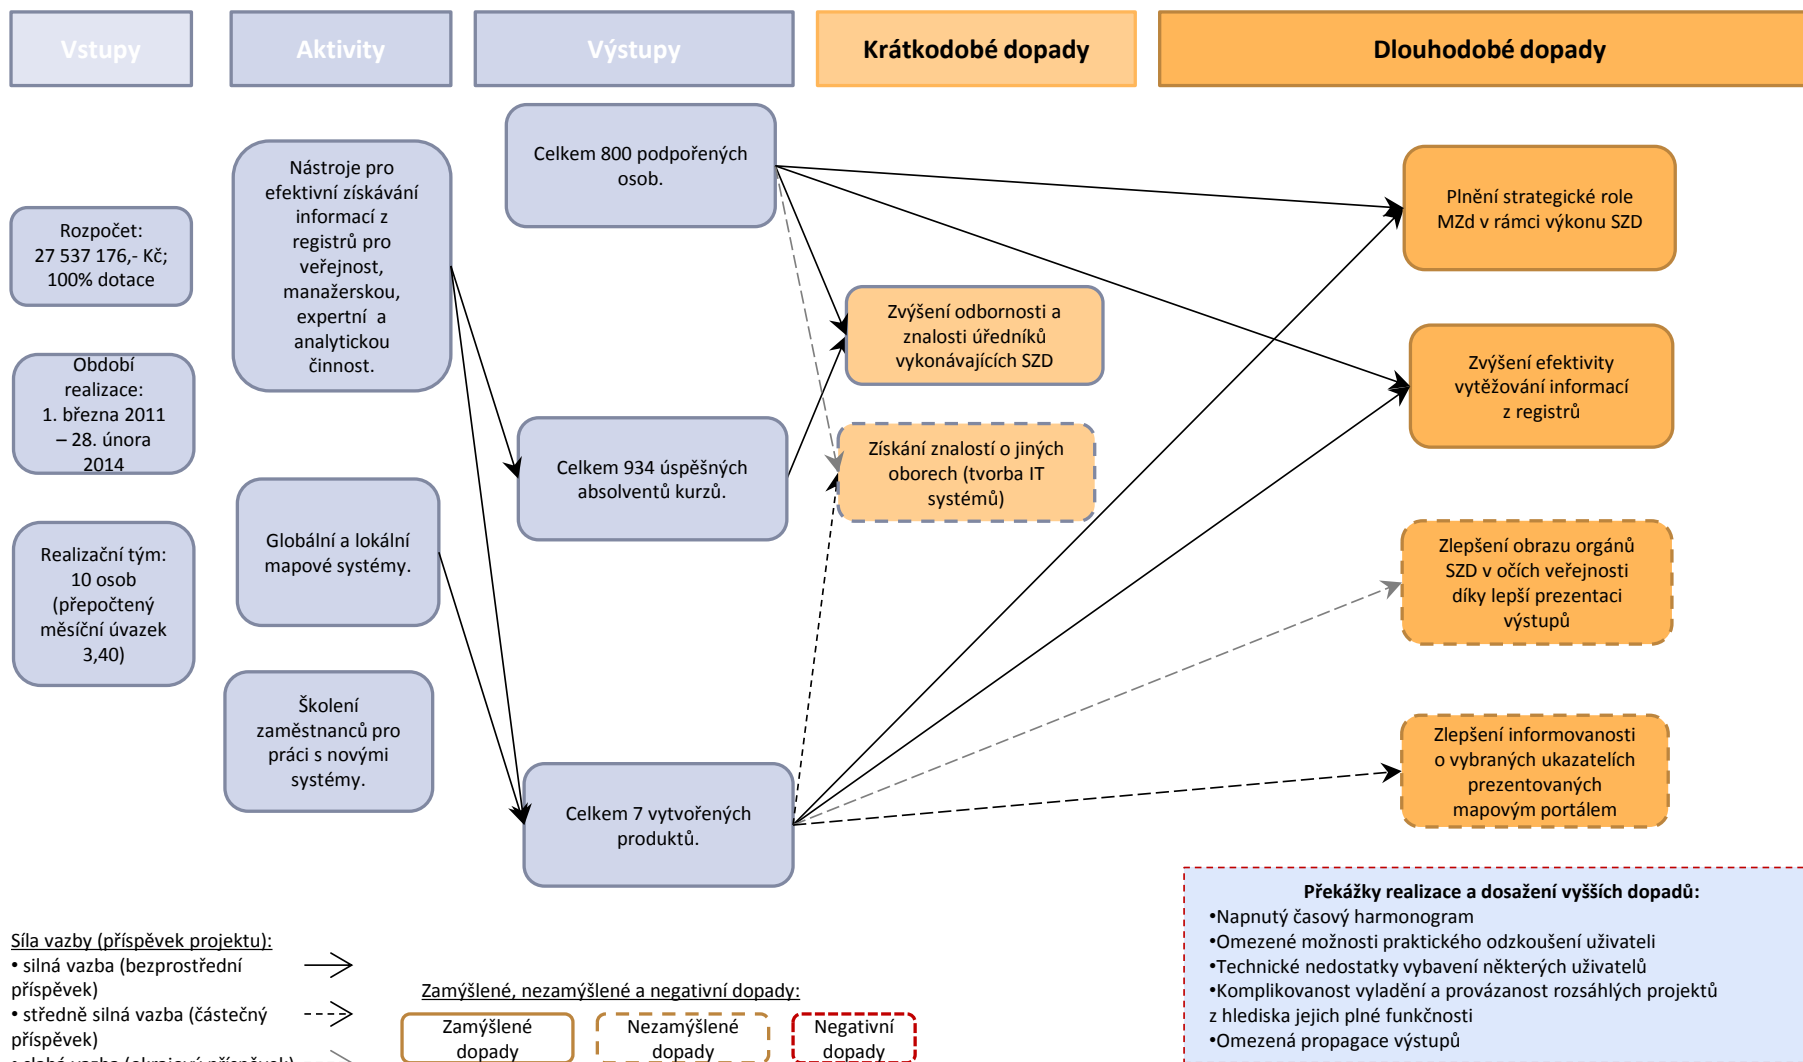 Vstupy
Aktivity
Výstupy
Krátkodobé dopady
Dlouhodobé dopady
Rozpočet:
27 537 176,- Kč;
100% dotace
Období
realizace:
1. března 2011
– 28. února
2014
Realizační tým:
10 osob
(přepočtený
měsíční úvazek
3,40)
Nástroje pro
efektivní získávání
informací z
registrů pro
veřejnost,
manažerskou,
expertní a
analytickou
činnost.
Globální a lokální
mapové systémy.
Školení
zaměstnanců pro
práci s novými
systémy.
Celkem 800 podpořených
osob.
Celkem 934 úspěšných
absolventů kurzů.
Celkem 7 vytvořených
produktů.
Zvýšení odbornosti a
znalosti úředníků
vykonávajících SZD
Získání znalostí o jiných
oborech (tvorba IT
systémů)
Plnění strategické role
MZd v rámci výkonu SZD
Zvýšení efektivity
vytěžování informací
z registrů
Zlepšení obrazu orgánů
SZD v očích veřejnosti
díky lepší prezentaci
výstupů
Zlepšení informovanosti
o vybraných ukazatelích
prezentovaných
mapovým portálem
Síla vazby (příspěvek projektu):
• silná vazba (bezprostřední
příspěvek)
• středně silná vazba (částečný
příspěvek)
• slabá vazba (okrajový příspěvek)
Zamýšlené, nezamýšlené a negativní dopady:
Zamýšlené
dopady
Nezamýšlené
dopady
Negativní
dopady
Překážky realizace a dosažení vyšších dopadů:
•Napnutý časový harmonogram
•Omezené možnosti praktického odzkoušení uživateli
•Technické nedostatky vybavení některých uživatelů
•Komplikovanost vyladění a provázanost rozsáhlých projektů
z hlediska jejich plné funkčnosti
•Omezená propagace výstupů